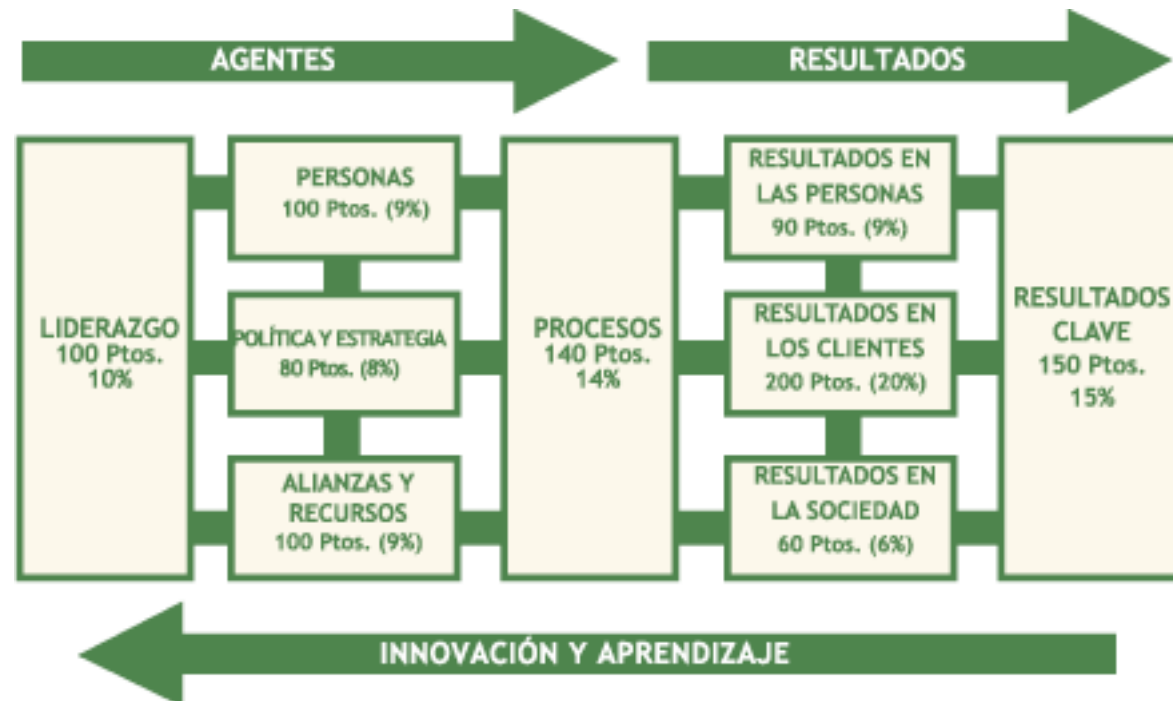 AGENTES
RESULTADOS
LIDERAZGO
100 Ptos.
10%
PERSONAS
100 Ptos. (9%)
POLÍTICA Y ESTRATEGIA
80 Ptos. (8%)
ALIANZAS Y
RECURSOS
100 Ptos. (9%)
PROCESOS
140 Ptos.
14%
RESULTADOS EN
LAS PERSONAS
90 Ptos. (9%)
RESULTADOS EN
LOS CLIENTES
200 Ptos. (20%)
RESULTADOS EN
LA SOCIEDAD
60 Ptos. (6%)
RESULTADOS
CLAVE
150 Ptos.
15%
INNOVACIÓN Y APRENDIZAJE